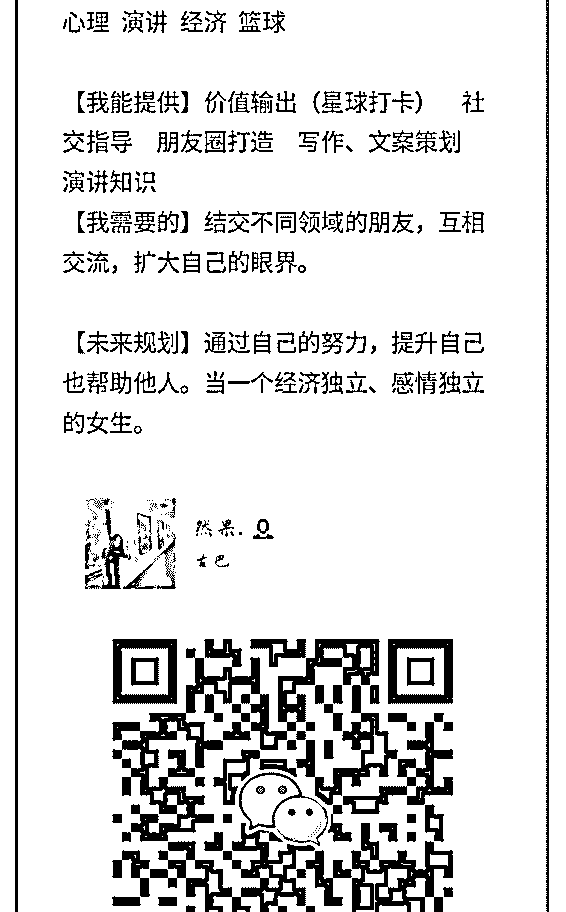 心理 演讲 经济 篮球
【我能提供】价值输出（星球打卡） 社
交指导 朋友圈打造 写作、文案策划
演讲知识
【我需要的】结交不同领域的朋友，互相
交流，扩大自己的眼界。
【未来规划】通过自己的努力，提升自己
也帮助他人。当一个经济独立、感情独立
的女生。
然果.
古巴